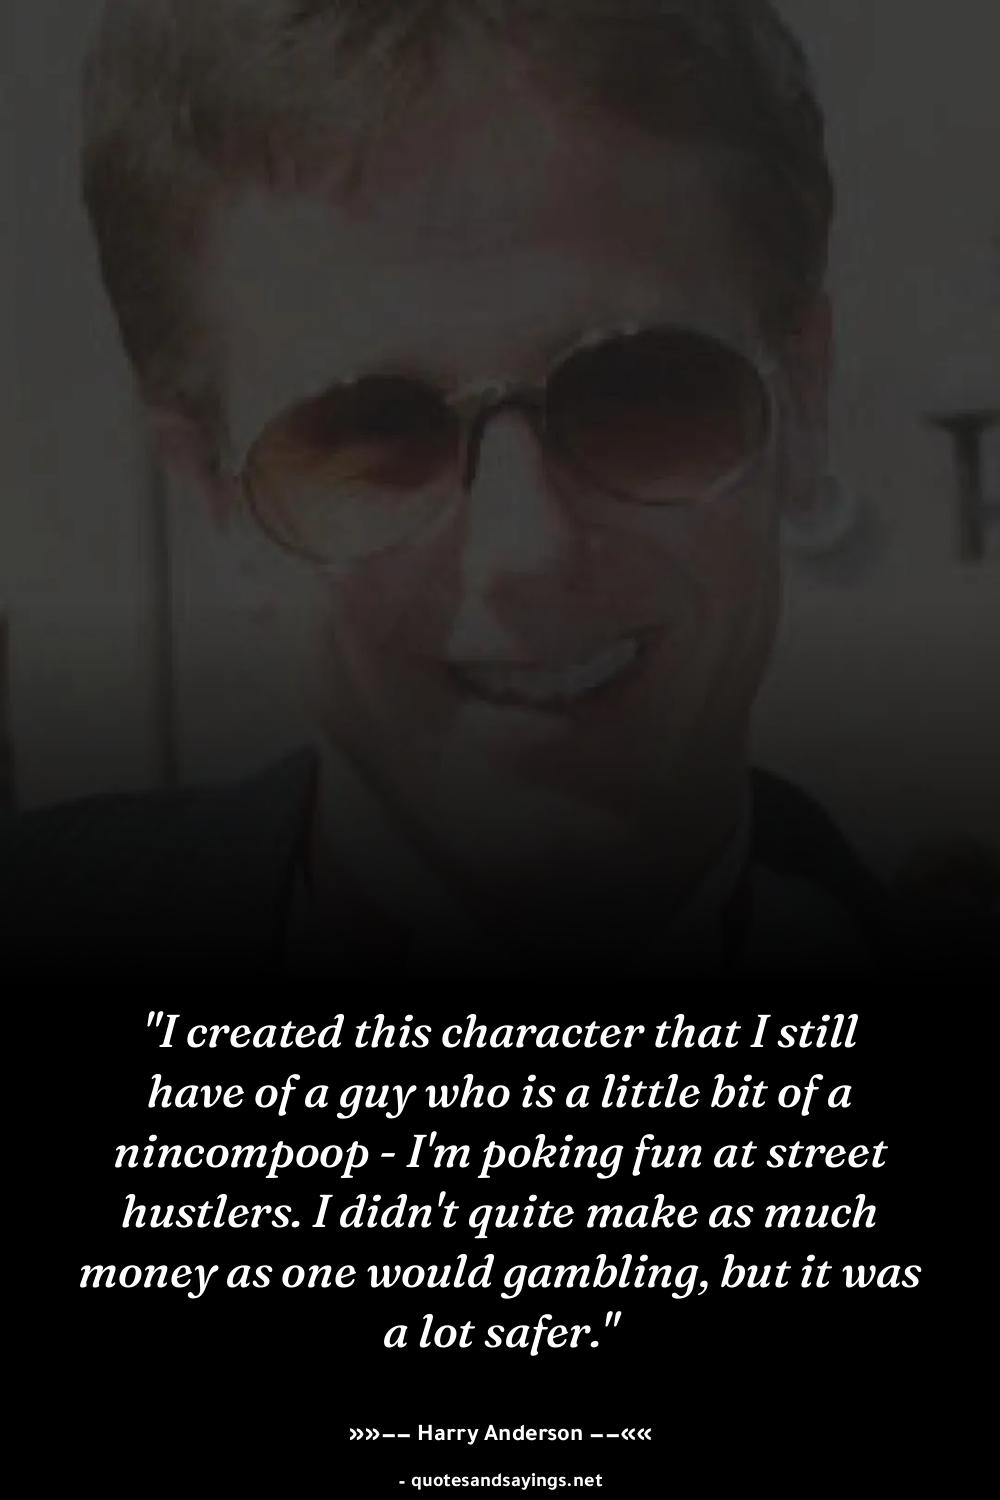 "I created this character that I still
have of a guy who is a little bit of a
nincompoop - I'm poking fun at street
hustlers. I didn't quite make as much
money as one would gambling, but it was
a lot safer."
»»−− Harry Anderson −−««
- quotesandsayings.net